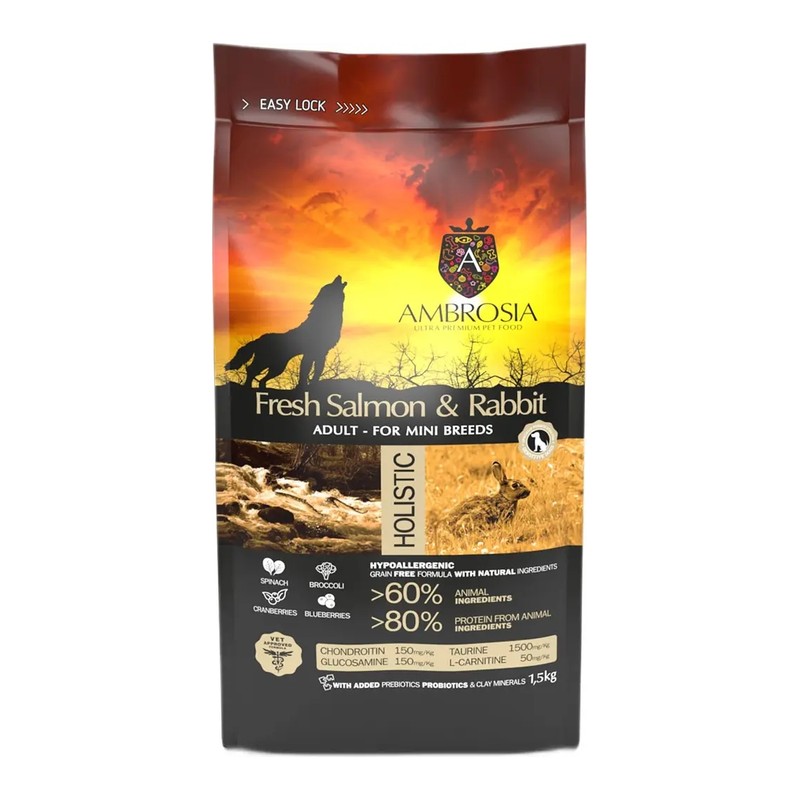 > EASY LOCK >>>>>
A
AMBROSIA
ULTRA PREMIUM PET FOOD
Fresh Salmon & Rabbit
ADULT - FOR MINI BREEDS
HOLISTIC
SPINACH
BROCCOLI
CRANBERRIES
BLUEBERRIES
VET
APPROVED
FORMULA
HYPOALLERGENIC
GRAIN FREE FORMULA WITH NATURAL INGREDIENTS
>60% ANIMAL INGREDIENTS
>80% PROTEIN FROM ANIMAL INGREDIENTS
CHONDROITIN 150mg/Kg TAURINE 1500mg/Kg
GLUCOSAMINE 150mg/Kg L-CARNITINE 50mg/Kg
WITH ADDED PREBIOTICS PROBIOTICS & CLAY MINERALS 1,5kg